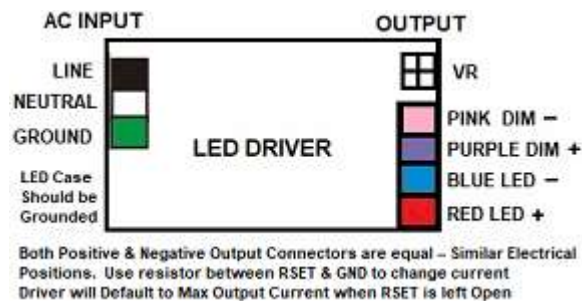 AC INPUT
OUTPUT
LINE
NEUTRAL
GROUND
LED Case
Should be
Grounded
LED DRIVER
VR
PINK DIM –
PURPLE DIM +
BLUE LED –
RED LED +
Both Positive & Negative Output Connectors are equal – Similar Electrical
Positions. Use resistor between RSET & GND to change current
Driver will Default to Max Output Current when RSET is left Open